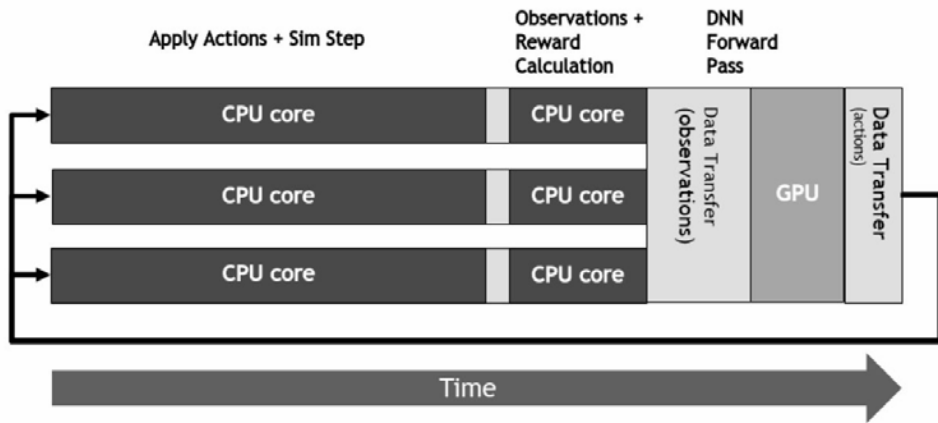 Apply Actions + Sim Step
Observations +
Reward
Calculation
DNN
Forward
Pass
CPU core
CPU core
CPU core
CPU core
CPU core
CPU core
Data Transfer
(observations)
GPU
Data Transfer
(actions)
Time